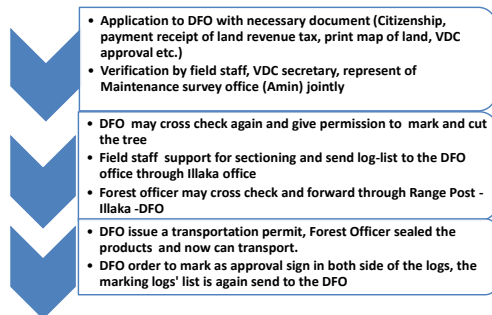 • Application to DFO with necessary document (Citizenship,
payment receipt of land revenue tax, print map of land, VDC
approval etc.)
• Verification by field staff, VDC secretary, represent of
Maintenance survey office (Amin) jointly
• DFO may cross check again and give permission to mark and cut
the tree
• Field staff support for sectioning and send log-list to the DFO
office through Illaka office
• Forest officer may cross check and forward through Range Post -
Illaka -DFO
• DFO issue a transportation permit, Forest Officer sealed the
products and now can transport.
• DFO order to mark as approval sign in both side of the logs, the
marking logs' list is again send to the DFO